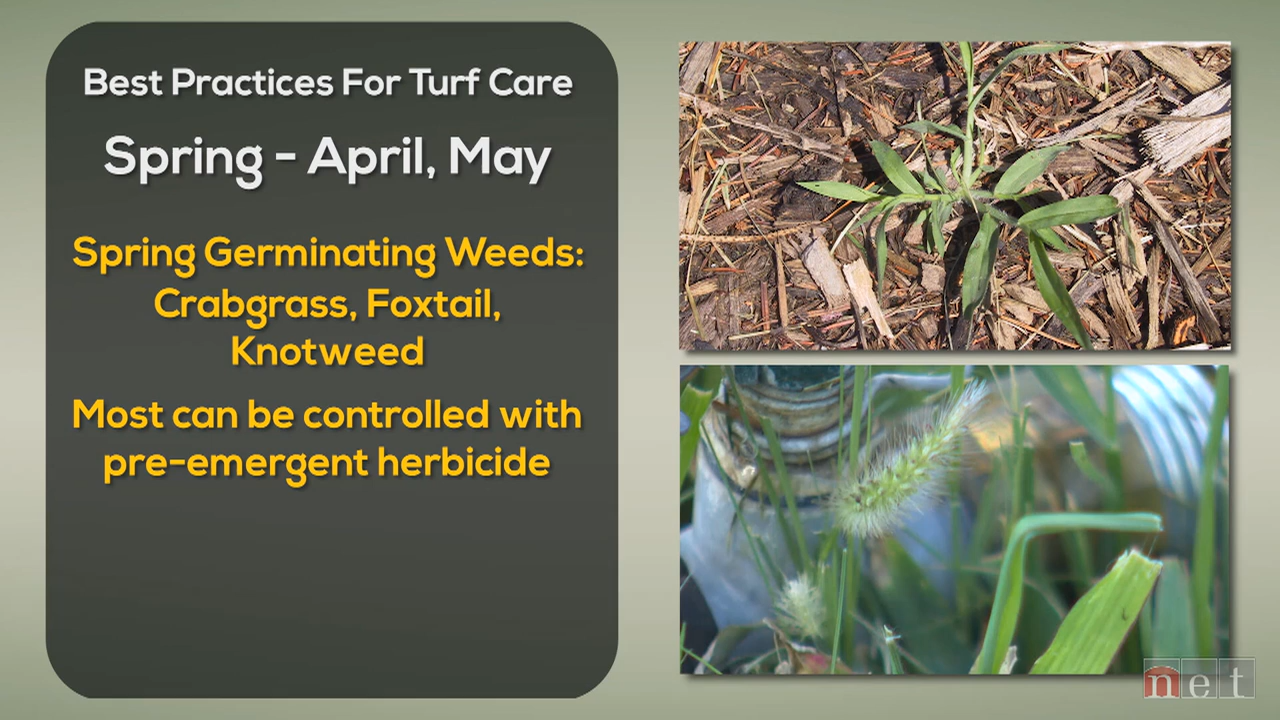 Best Practices For Turf Care
Spring - April, May
Spring Germinating Weeds:
Crabgrass, Foxtail,
Knotweed
Most can be controlled with
pre-emergent herbicide
net